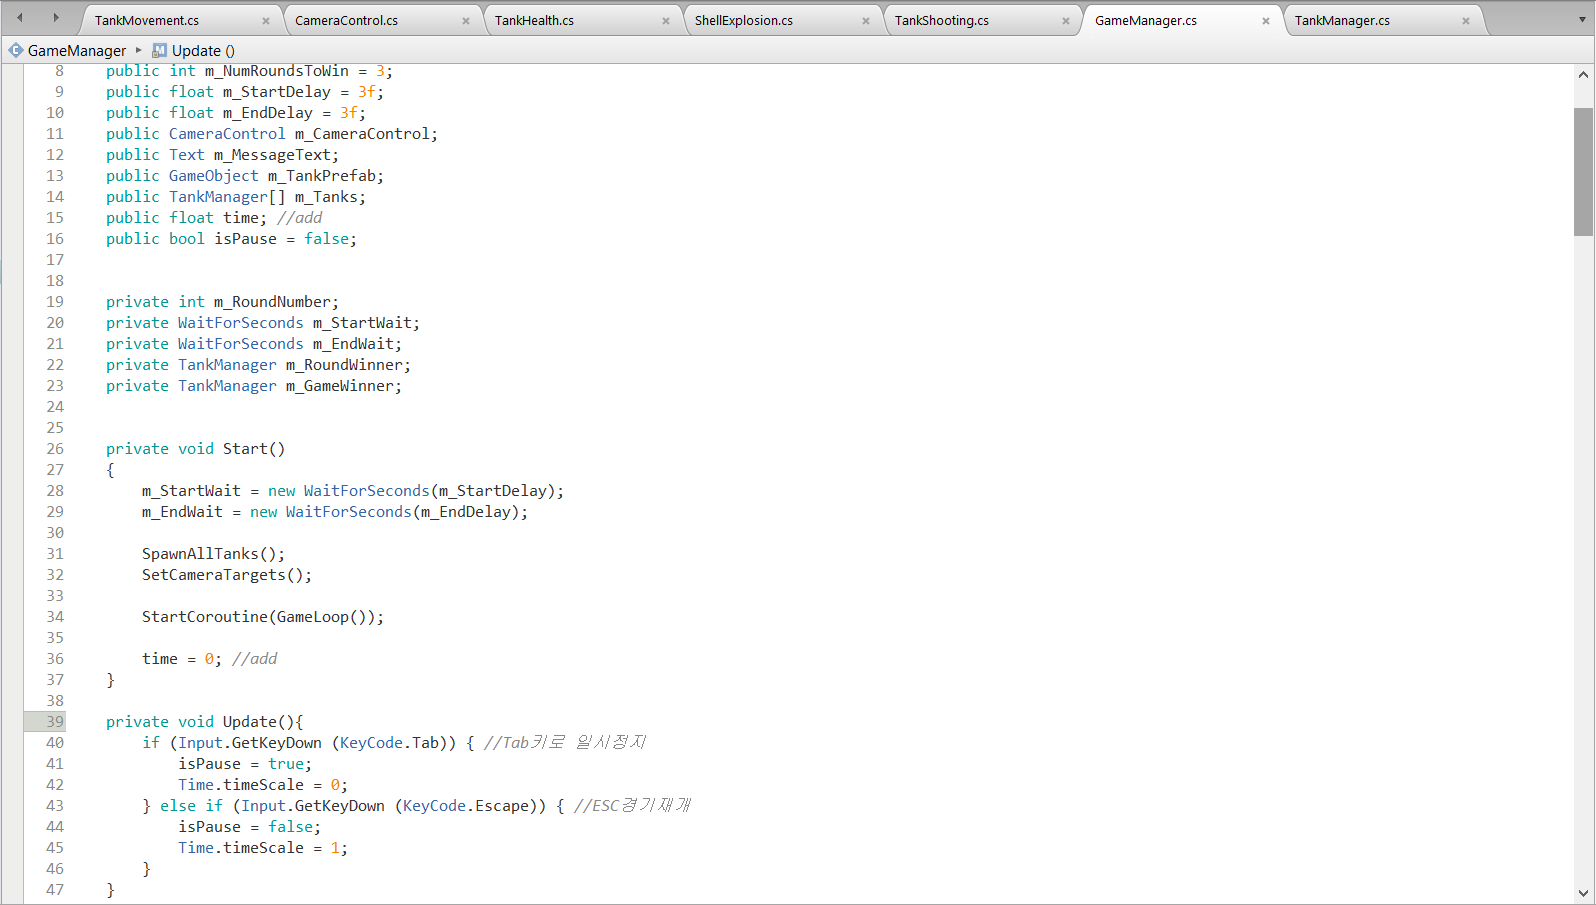 TankMovement.cs CameraControl.cs TankHealth.cs ShellExplosion.cs TankShooting.cs GameManager.cs TankManager.cs
GameManager Update ()
8 public int m_NumRoundsToWin = 3;
9 public float m_StartDelay = 3f;
10 public float m_EndDelay = 3f;
11 public CameraControl m_CameraControl;
12 public Text m_MessageText;
13 public GameObject m_TankPrefab;
14 public TankManager[] m_Tanks;
15 public float time; //add
16 public bool isPause = false;
17
18
19 private int m_RoundNumber;
20 private WaitForSeconds m_StartWait;
21 private WaitForSeconds m_EndWait;
22 private TankManager m_RoundWinner;
23 private TankManager m_GameWinner;
24
25
26 private void Start()
27 {
28 m_StartWait = new WaitForSeconds(m_StartDelay);
29 m_EndWait = new WaitForSeconds(m_EndDelay);
30
31 SpawnAllTanks();
32 SetCameraTargets();
33
34 StartCoroutine(GameLoop());
35
36 time = 0; //add
37 }
38
39 private void Update(){
40 if (Input.GetKeyDown (KeyCode.Tab)) { //Tab키로 일시정지
41 isPause = true;
42 Time.timeScale = 0;
43 } else if (Input.GetKeyDown (KeyCode.Escape)) { //ESC경기재개
44 isPause = false;
45 Time.timeScale = 1;
46 }
47 }